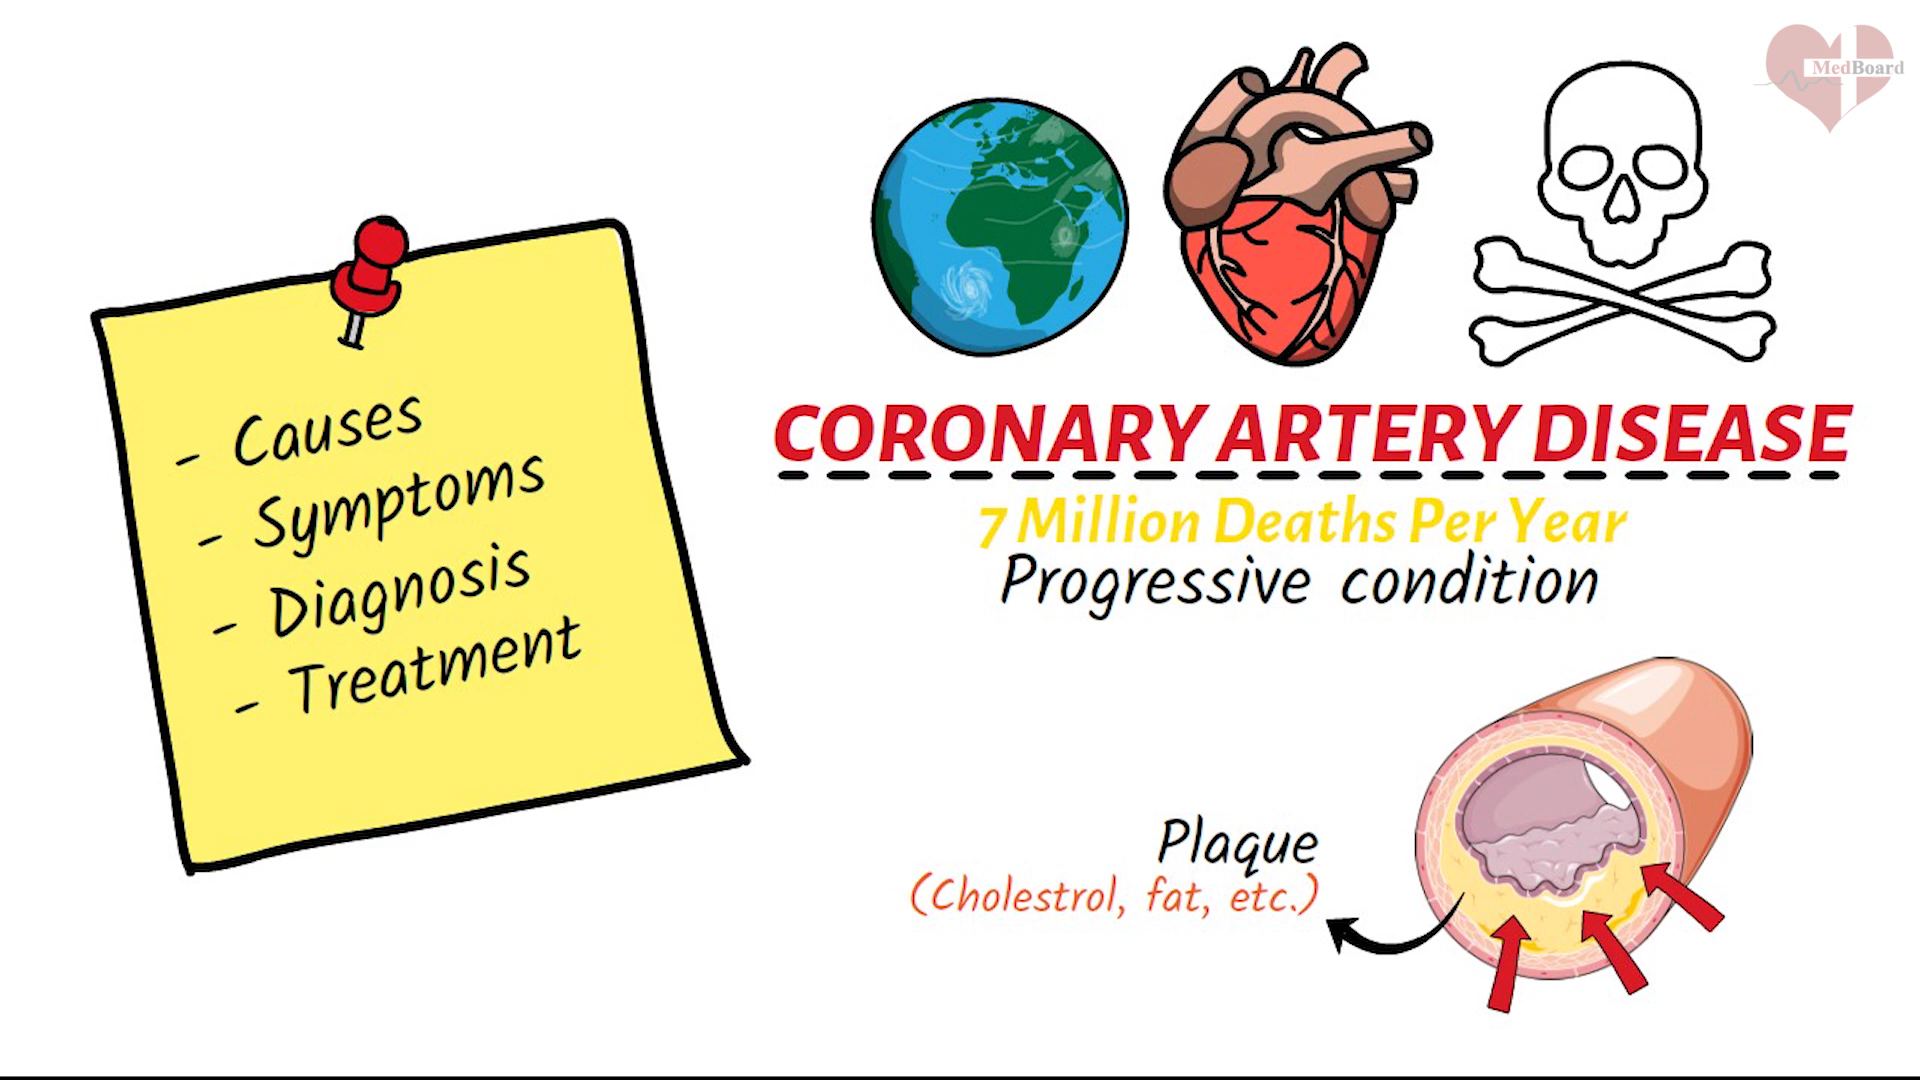 MedBoard
- Causes
- Symptoms
- Diagnosis
- Treatment
CORONARY ARTERY DISEASE
7 Million Deaths Per Year
Progressive condition
Plaque
(Cholestrol, fat, etc.)